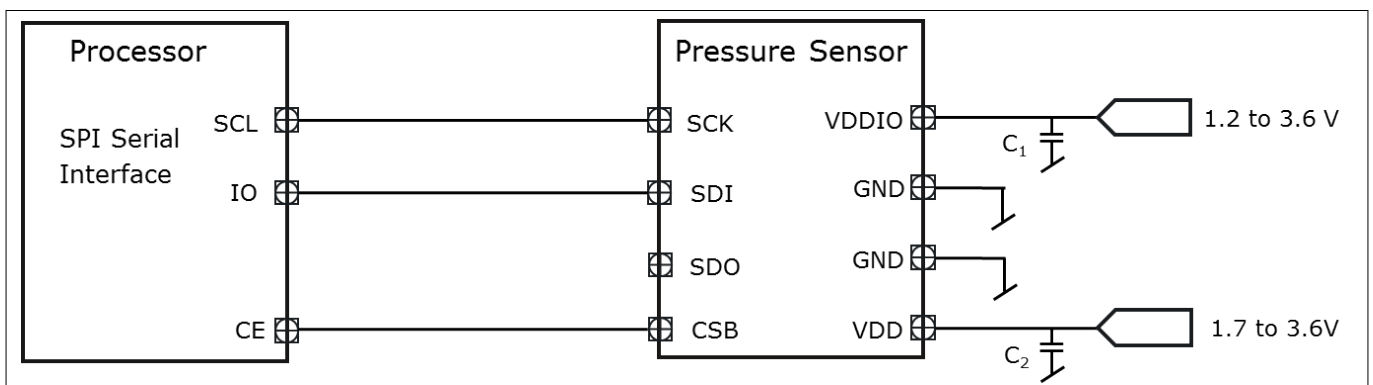 Processor
Pressure Sensor
SPI Serial
Interface
SCL
IO
CE
SCK
SDI
SDO
CSB
VDDIO
GND
GND
VDD
C₁
C₂
1.2 to 3.6 V
1.7 to 3.6V